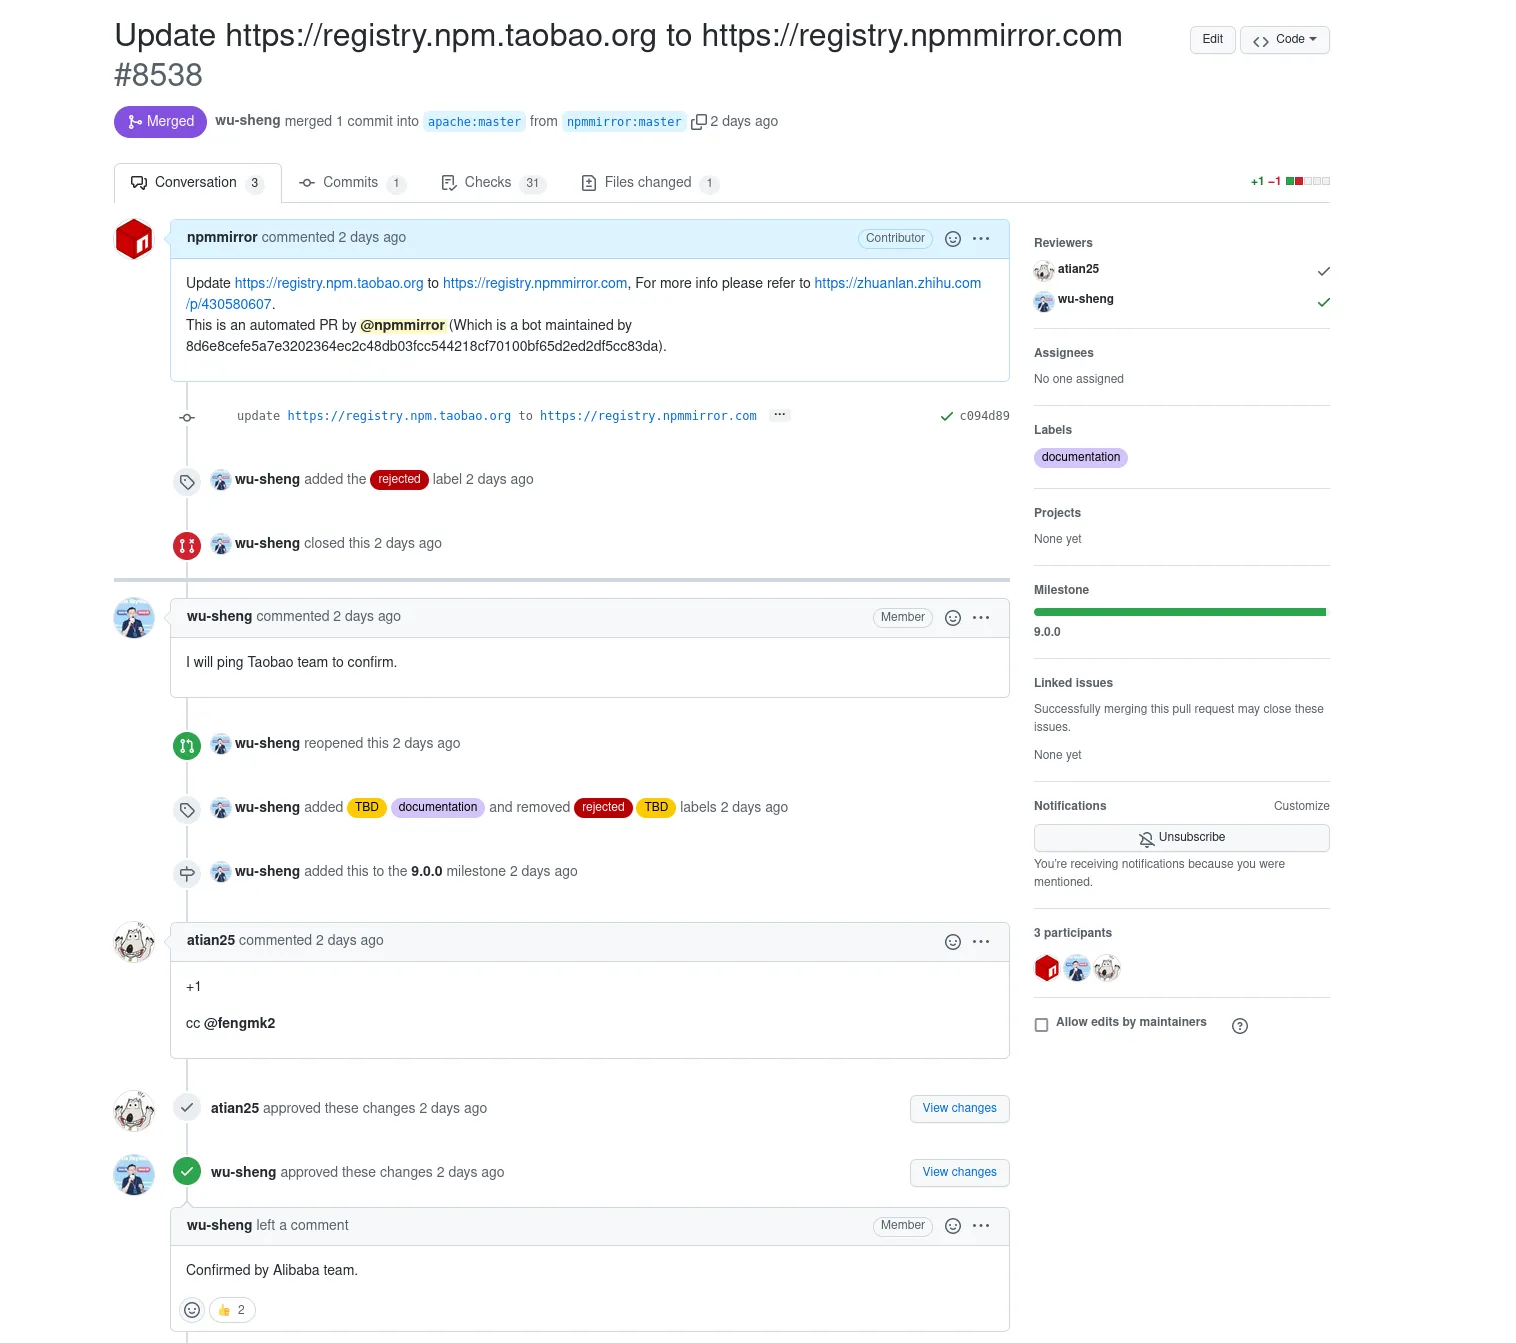 Update https://registry.npm.taobao.org to https://registry.npmmirror.com
#8538
Edit
Code
Merged
wu-sheng merged 1 commit into apache:master from npmmirror:master 2 days ago
Conversation 3
Commits 1
Checks 31
Files changed 1
+1 −1
npmmirror commented 2 days ago
Contributor
Update https://registry.npm.taobao.org to https://registry.npmmirror.com, For more info please refer to https://zhuanlan.zhihu.com
/p/430580607.
This is an automated PR by @npmmirror (Which is a bot maintained by
8d6e8cefe5a7e3202364ec2c48db03fcc544218cf70100bf65d2ed2df5cc83da).
update https://registry.npm.taobao.org to https://registry.npmmirror.com ...
c094d89
wu-sheng added the rejected label 2 days ago
wu-sheng closed this 2 days ago
wu-sheng commented 2 days ago
Member
I will ping Taobao team to confirm.
wu-sheng reopened this 2 days ago
wu-sheng added TBD documentation and removed rejected TBD labels 2 days ago
wu-sheng added this to the 9.0.0 milestone 2 days ago
atian25 commented 2 days ago
+1
cc @fengmk2
atian25 approved these changes 2 days ago
View changes
wu-sheng approved these changes 2 days ago
View changes
wu-sheng left a comment
Member
Confirmed by Alibaba team.
👍 2
Reviewers
atian25
wu-sheng
Assignees
No one assigned
Labels
documentation
Projects
None yet
Milestone
9.0.0
Linked issues
Successfully merging this pull request may close these
issues.
None yet
Notifications
Customize
Unsubscribe
You're receiving notifications because you were
mentioned.
3 participants
Allow edits by maintainers